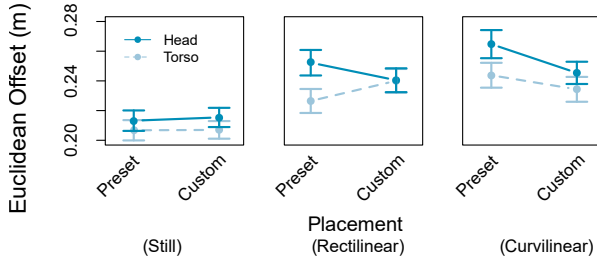 Euclidean Offset (m)
0.28
0.24
0.20
Head
Torso
Preset
Custom
Preset
Custom
Preset
Custom
Placement
(Still)
(Rectilinear)
(Curvilinear)